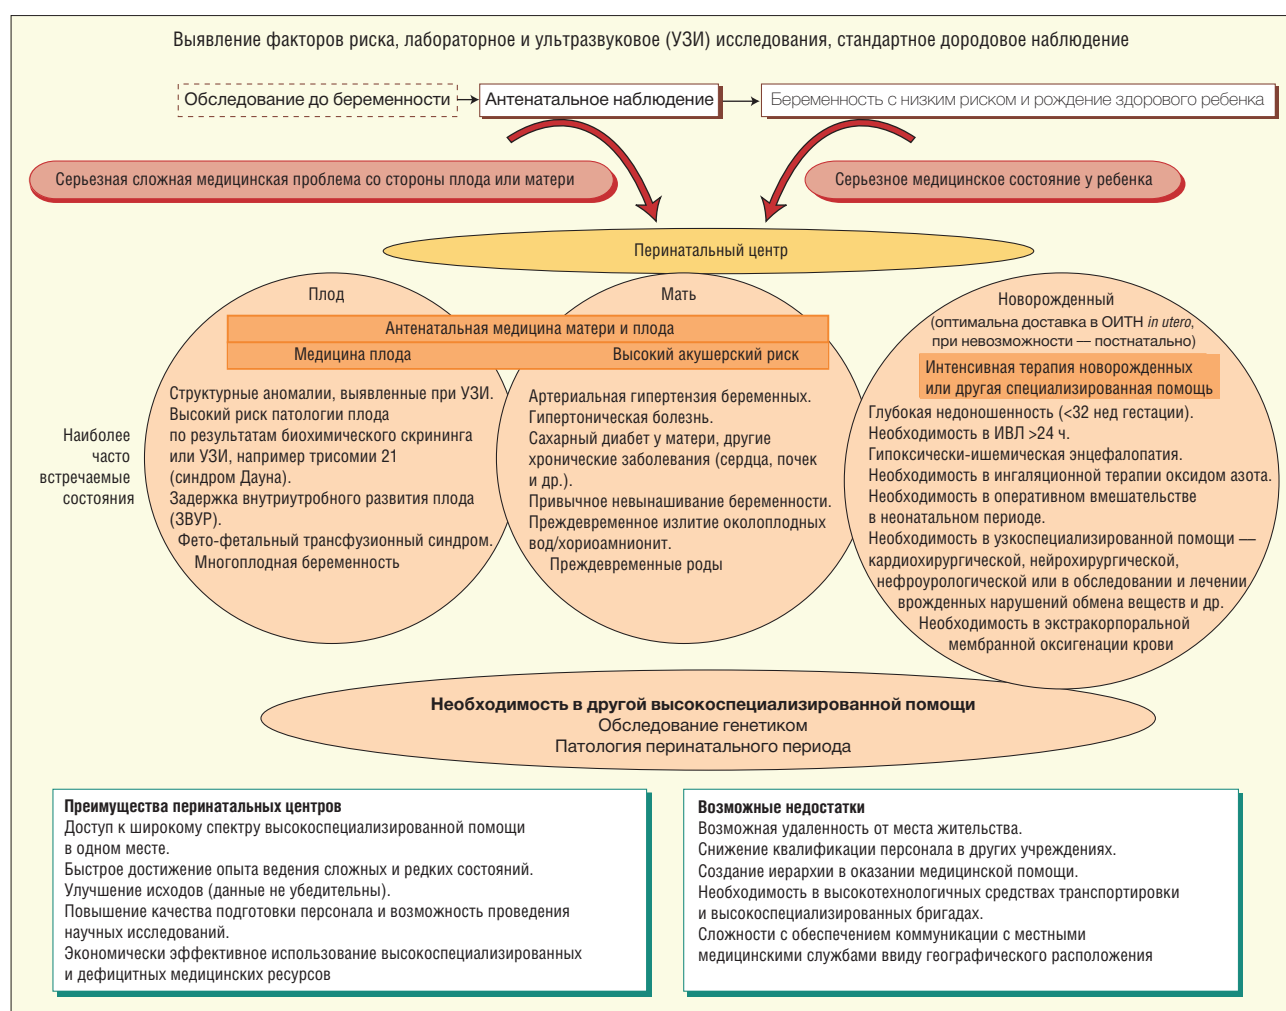 Выявление факторов риска, лабораторное и ультразвуковое (УЗИ) исследования, стандартное дородовое наблюдение
Обследование до беременности
Антенатальное наблюдение
Беременность с низким риском и рождение здорового ребенка
Серьезная сложная медицинская проблема со стороны плода или матери
Серьезное медицинское состояние у ребенка
Перинатальный центр
Плод
Мать
Антенатальная медицина матери и плода
Медицина плода
Высокий акушерский риск
Наиболее
часто
встречаемые
состояния
Структурные аномалии, выявленные при УЗИ.
Высокий риск патологии плода
по результатам биохимического скрининга
или УЗИ, например трисомии 21
(синдром Дауна).
Задержка внутриутробного развития плода
(ЗВУР).
Фето-фетальный трансфузионный синдром.
Многоплодная беременность
Артериальная гипертензия беременных.
Гипертоническая болезнь.
Сахарный диабет у матери, другие
хронические заболевания (сердца, почек
и др.).
Привычное невынашивание беременности.
Преждевременное излитие околоплодных
вод/хориоамнионит.
Преждевременные роды
Новорожденный
(оптимальна доставка в ОИТН in utero,
при невозможности — постнатально)
Интенсивная терапия новорожденных
или другая специализированная помощь
Глубокая недоношенность (<32 нед гестации).
Необходимость в ИВЛ >24 ч.
Гипоксически-ишемическая энцефалопатия.
Необходимость в ингаляционной терапии оксидом азота.
Необходимость в оперативном вмешательстве
в неонатальном периоде.
Необходимость в узкоспециализированной помощи —
кардиохирургической, нейрохирургической,
нефроурологической или в обследовании и лечении
врожденных нарушений обмена веществ и др.
Необходимость в экстракорпоральной
мембранной оксигенации крови
Необходимость в другой высокоспециализированной помощи
Обследование генетиком
Патология перинатального периода
Преимущества перинатальных центров
Доступ к широкому спектру высокоспециализированной помощи
в одном месте.
Быстрое достижение опыта ведения сложных и редких состояний.
Улучшение исходов (данные не убедительны).
Повышение качества подготовки персонала и возможность проведения
научных исследований.
Экономически эффективное использование высокоспециализированных
и дефицитных медицинских ресурсов
Возможные недостатки
Возможная удаленность от места жительства.
Снижение квалификации персонала в других учреждениях.
Создание иерархии в оказании медицинской помощи.
Необходимость в высокотехнологичных средствах транспортировки
и высокоспециализированных бригадах.
Сложности с обеспечением коммуникации с местными
медицинскими службами ввиду географического расположения